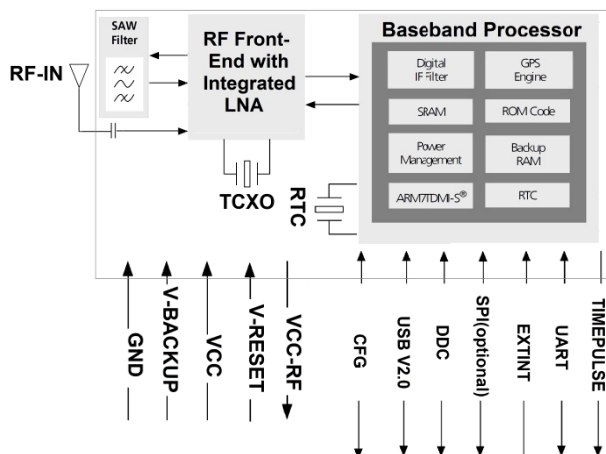 SAW
Filter
RF-IN
RF Front-
End with
Integrated
LNA
TCXO
RTC
Baseband Processor
Digital
IF Filter
GPS
Engine
SRAM
ROM Code
Power
Management
Backup
RAM
ARM7TDMI-S®
RTC
GND
V-BACKUP
VCC
V-RESET
VCC-RF
CFG
USB V2.0
DDC
SPI(optional)
EXTINT
UART
TIMEPULSE